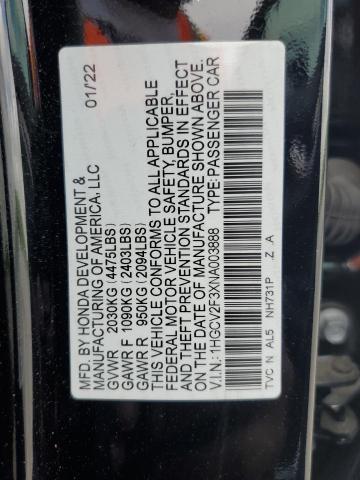 MFD. BY HONDA DEVELOPMENT & 01/22
MANUFACTURING OF AMERICA, LLC
GVWR 2030KG (4475LBS)
GAWR F 1090KG (2403LBS)
GAWR R 950KG (2094LBS)
THIS VEHICLE CONFORMS TO ALL APPLICABLE
FEDERAL MOTOR VEHICLE SAFETY, BUMPER,
& THEFT PREVENTION STANDARDS IN EFFECT
ON THE DATE OF MANUFACTURE SHOWN ABOVE.
V.I.N.: 1HGCV2F3XNA003888 TYPE: PASSENGER CAR
TVC N AL5 NH731P Z .A